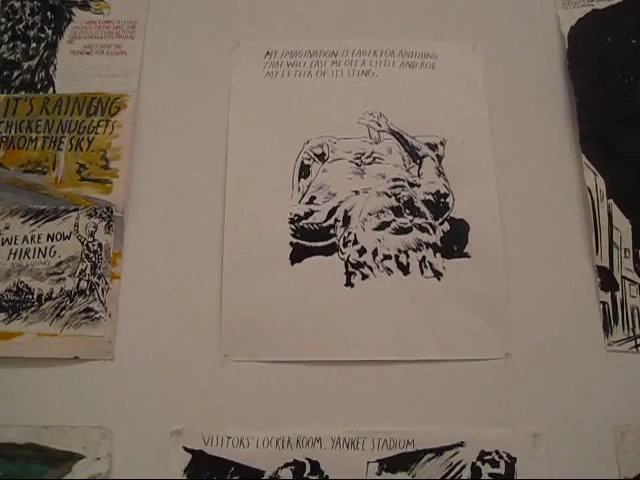 IT'S RAINING
CHICKEN NUGGETS
FROM THE SKY.
WE ARE NOW
HIRING.
MY IMAGINATION IS EAGER FOR ANYTHING
THAT WILL EASE ME OFF A LITTLE AND ROB
MY LETTER OF ITS STING.
VISITORS' LOCKER ROOM, YANKEE STADIUM.